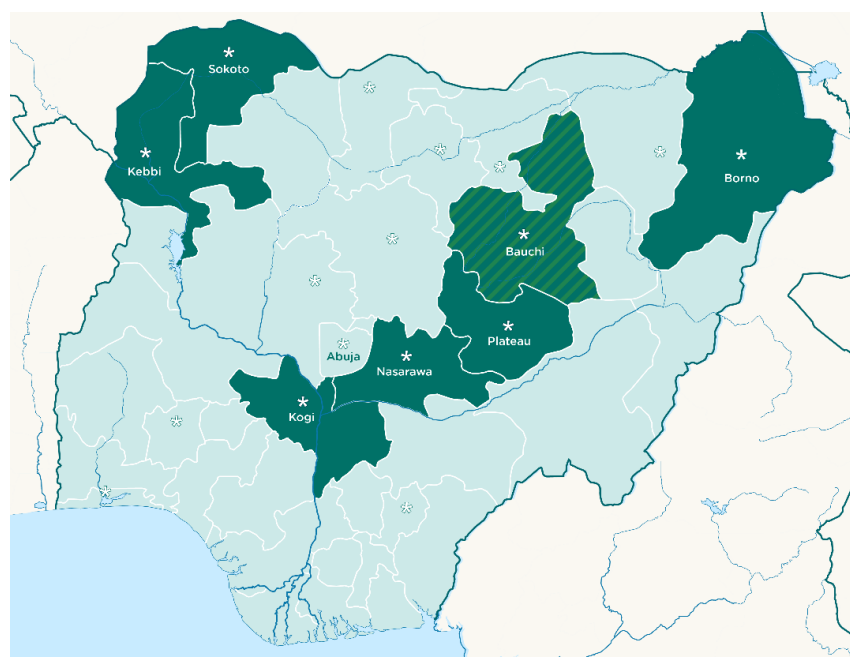 Sokoto
Kebbi
Borno
Bauchi
Plateau
Abuja
Nasarawa
Kogi